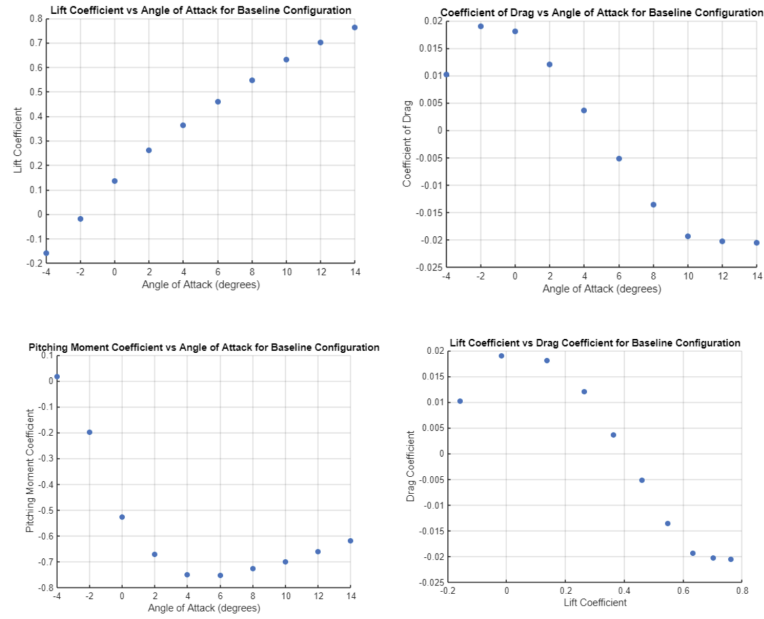 Lift Coefficient vs Angle of Attack for Baseline Configuration
0.8
0.7
0.6
0.5
0.4
0.3
0.2
0.1
0
-0.1
-0.2
Lift Coefficient
-4 -2 0 2 4 6 8 10 12 14
Angle of Attack (degrees)
Coefficient of Drag vs Angle of Attack for Baseline Configuration
0.02
0.015
0.01
0.005
0
-0.005
-0.01
-0.015
-0.02
-0.025
Coefficient of Drag
-4 -2 0 2 4 6 8 10 12 14
Angle of Attack (degrees)
Pitching Moment Coefficient vs Angle of Attack for Baseline Configuration
0.1
0
-0.1
-0.2
-0.3
-0.4
-0.5
-0.6
-0.7
-0.8
Pitching Moment Coefficient
-4 -2 0 2 4 6 8 10 12 14
Angle of Attack (degrees)
Lift Coefficient vs Drag Coefficient for Baseline Configuration
0.02
0.015
0.01
0.005
0
-0.005
-0.01
-0.015
-0.02
-0.025
Drag Coefficient
-0.2 0 0.2 0.4 0.6 0.8
Lift Coefficient